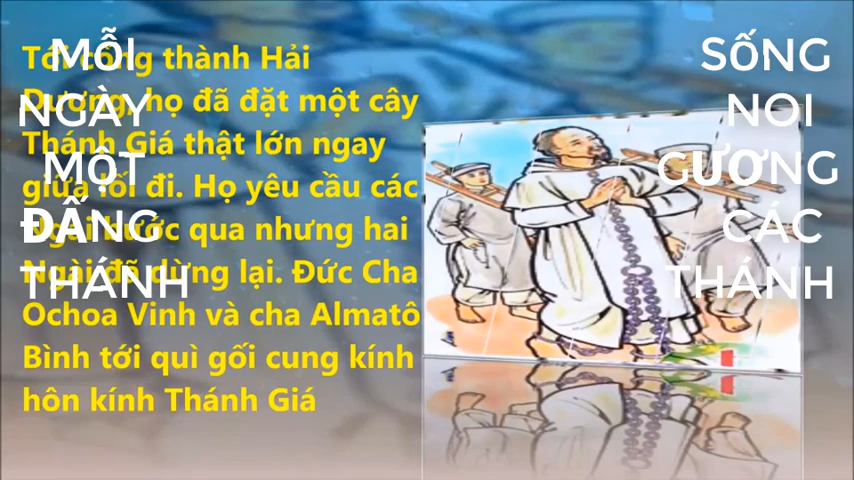 MỖI
NGÀY
MỘT
ĐẤNG
THÁNH
Tới cổng thành Hải
Dương, họ đã đặt một cây
Thánh Giá thật lớn ngay
giữa lối đi. Họ yêu cầu các
Ngài bước qua nhưng hai
Ngài đã dừng lại. Đức Cha
Ochoa Vinh và cha Almatô
Bình tới quì gối cung kính
hôn kính Thánh Giá
SỐNG
NOI
GƯƠNG
CÁC
THÁNH